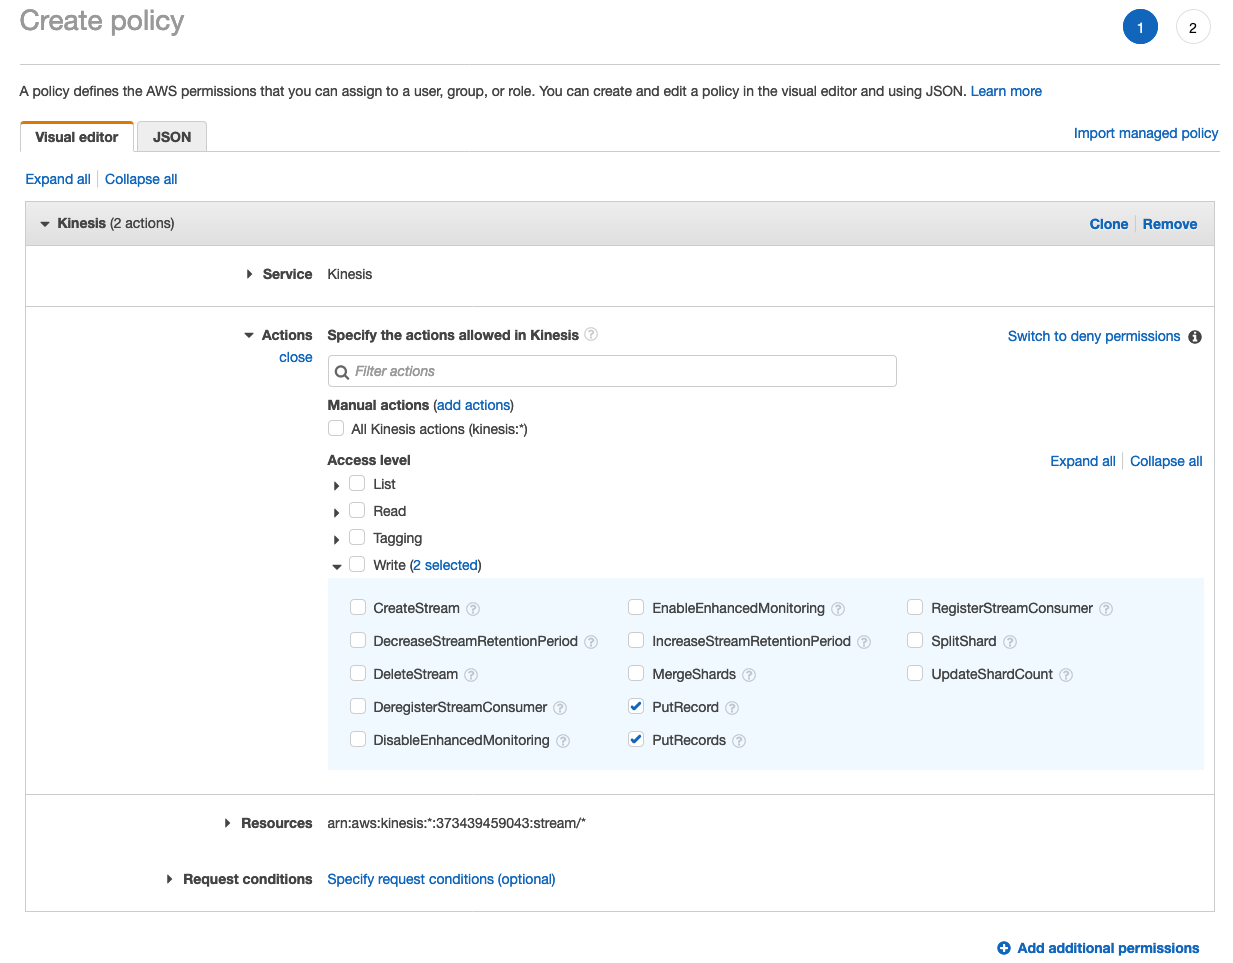 Create policy
1 2
A policy defines the AWS permissions that you can assign to a user, group, or role. You can create and edit a policy in the visual editor and using JSON. Learn more
Visual editor JSON Import managed policy
Expand all Collapse all
Kinesis (2 actions) Clone Remove
Service Kinesis
Actions Specify the actions allowed in Kinesis ? Switch to deny permissions i
close
Filter actions
Manual actions (add actions)
All Kinesis actions (kinesis:*)
Access level Expand all Collapse all
List
Read
Tagging
Write (2 selected)
CreateStream ? EnableEnhancedMonitoring ? RegisterStreamConsumer ?
DecreaseStreamRetentionPeriod ? IncreaseStreamRetentionPeriod ? SplitShard ?
DeleteStream ? MergeShards ? UpdateShardCount ?
DeregisterStreamConsumer ? PutRecord ?
DisableEnhancedMonitoring ? PutRecords ?
Resources arn:aws:kinesis:*:373439459043:stream/*
Request conditions Specify request conditions (optional)
Add additional permissions